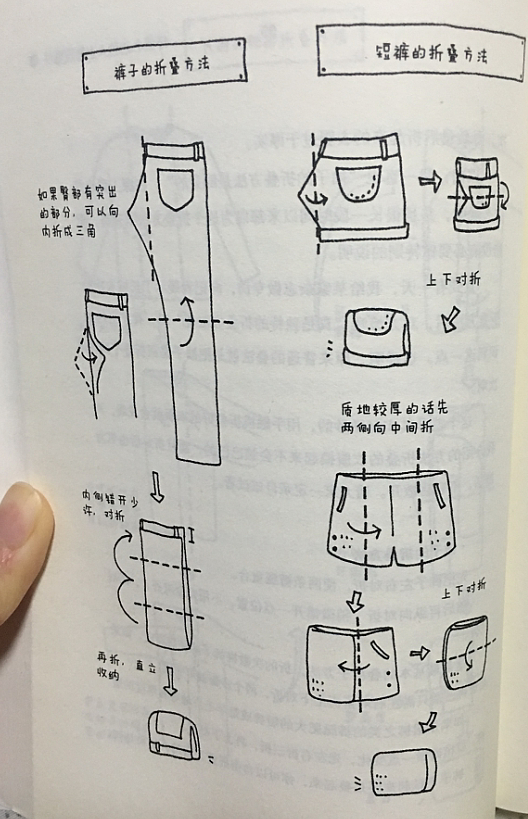 裤子的折叠方法
如果臀部有突出
的部分，可以向
内折成三角
内侧错开少
许，对折
再折，直立
收纳
短裤的折叠方法
上下对折
质地较厚的话先
两侧向中间折
上下对折